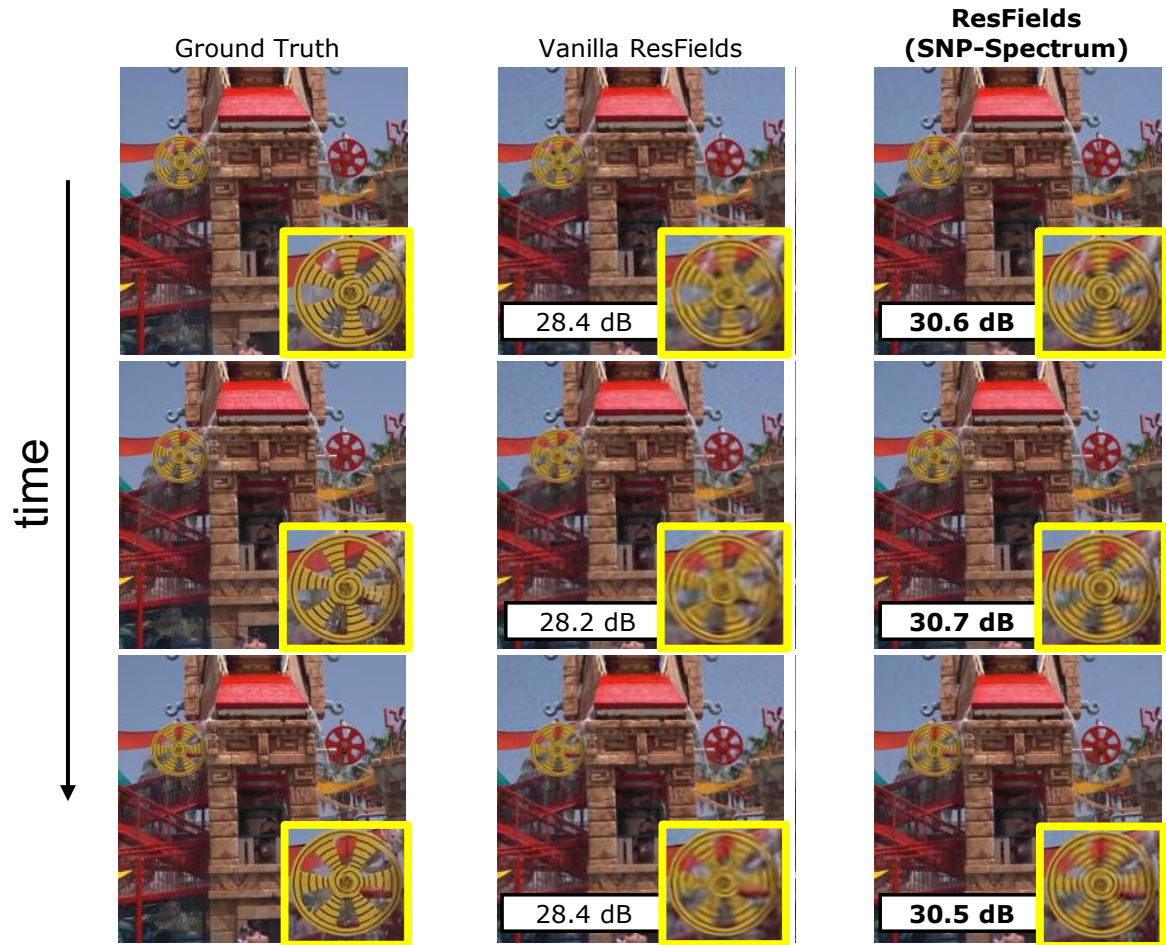 Ground Truth
Vanilla ResFields
ResFields
(SNP-Spectrum)
time
28.4 dB
30.6 dB
28.2 dB
30.7 dB
28.4 dB
30.5 dB